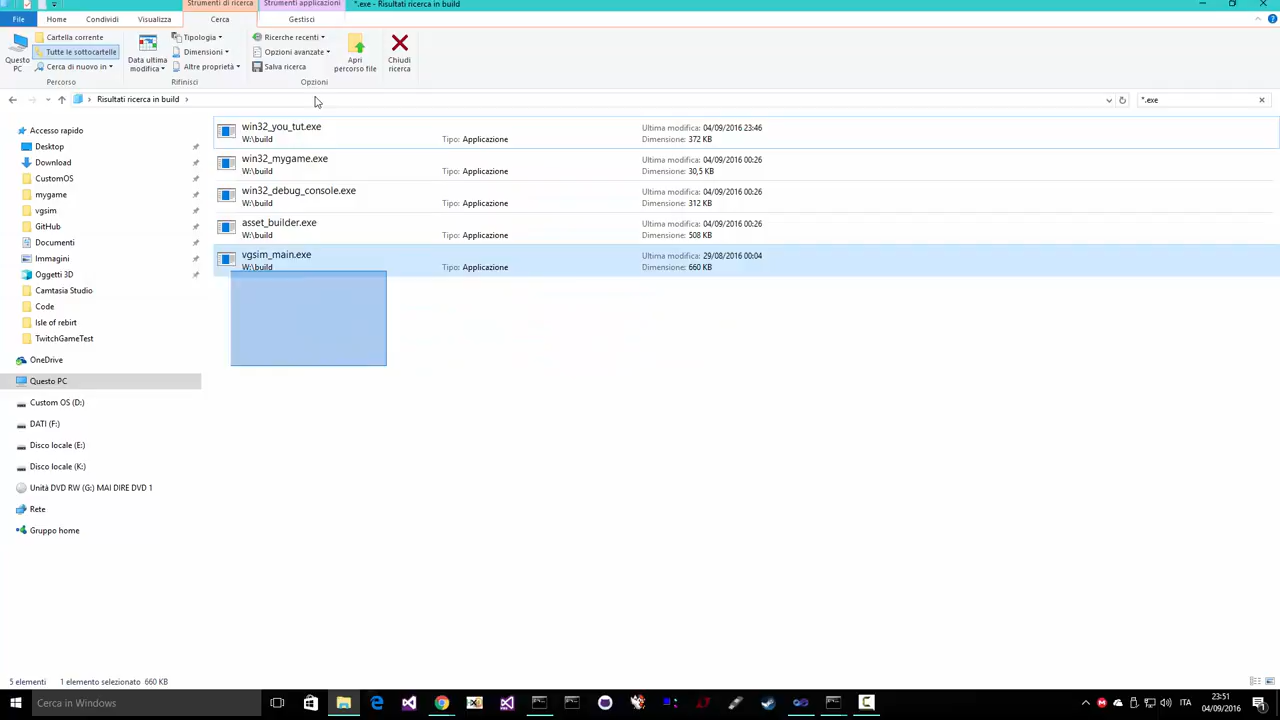 Strumenti di ricerca
Strumenti applicazioni
*.exe - Risultati ricerca in build
File
Home
Condividi
Visualizza
Cerca
Gestisci
Questo PC
Cartella corrente
Tutte le sottocartelle
Cerca di nuovo in
Percorso
Data ultima modifica
Tipologia
Dimensioni
Altre proprietà
Rifinisci
Ricerche recenti
Opzioni avanzate
Salva ricerca
Apri percorso file
Opzioni
Chiudi ricerca
Risultati ricerca in build
*.exe
Accesso rapido
Desktop
Download
CustomOS
mygame
vgsim
GitHub
Documenti
Immagini
Oggetti 3D
Camtasia Studio
Code
Isle of rebirt
TwitchGameTest
OneDrive
Questo PC
Custom OS (D:)
DATI (F:)
Disco locale (E:)
Disco locale (K:)
Unità DVD RW (G:) MAI DIRE DVD 1
Rete
Gruppo home
win32_you_tut.exe Ultima modifica: 04/09/2016 23:46
W:\build Tipo: Applicazione Dimensione: 372 KB
win32_mygame.exe Ultima modifica: 04/09/2016 00:26
W:\build Tipo: Applicazione Dimensione: 30,5 KB
win32_debug_console.exe Ultima modifica: 04/09/2016 00:26
W:\build Tipo: Applicazione Dimensione: 312 KB
asset_builder.exe Ultima modifica: 04/09/2016 00:26
W:\build Tipo: Applicazione Dimensione: 508 KB
vgsim_main.exe Ultima modifica: 29/08/2016 00:04
W:\build Tipo: Applicazione Dimensione: 660 KB
5 elementi 1 elemento selezionato 660 KB
Cerca in Windows
ITA
23:51
04/09/2016